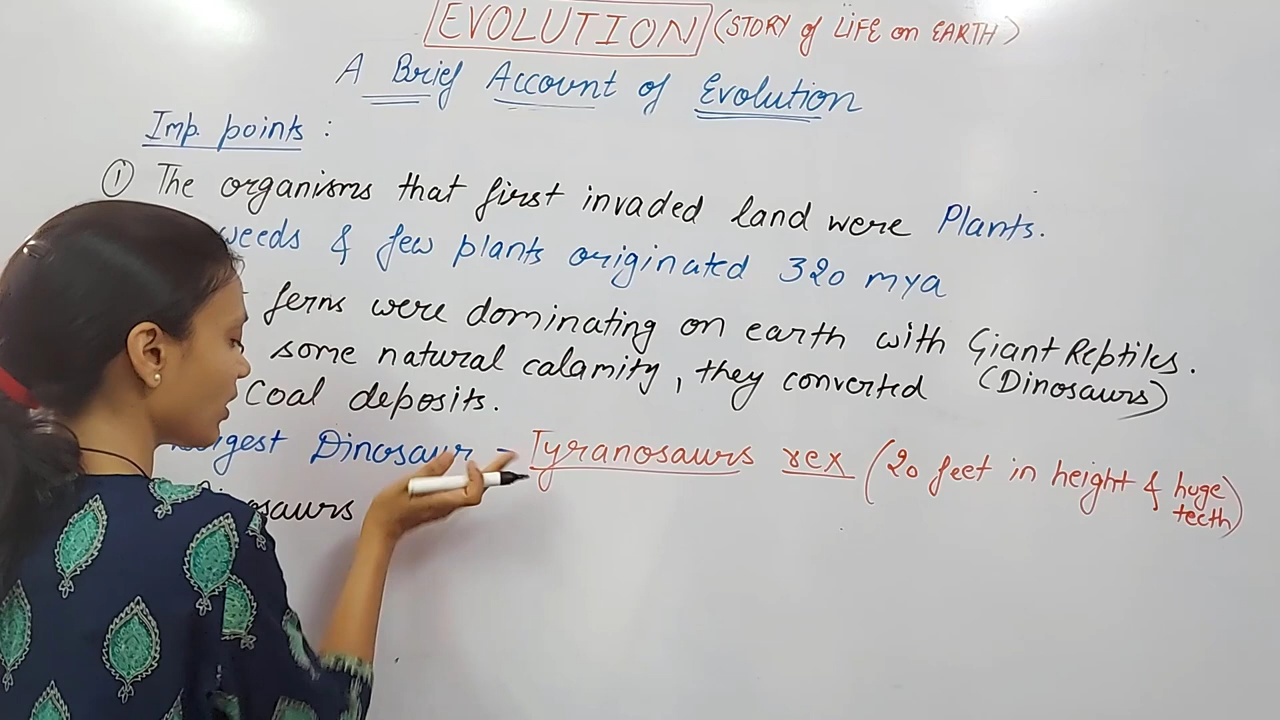 EVOLUTION (STORY of LIFE on EARTH)
A Brief Account of Evolution
Imp. points :
① The organisms that first invaded land were Plants.
weeds & few plants originated 320 mya
ferns were dominating on earth with Giant Reptiles.
some natural calamity, they converted (Dinosaurs)
Coal deposits.
Dinosaur - Tyranosaurs rex (20 feet in height & huge teeth)